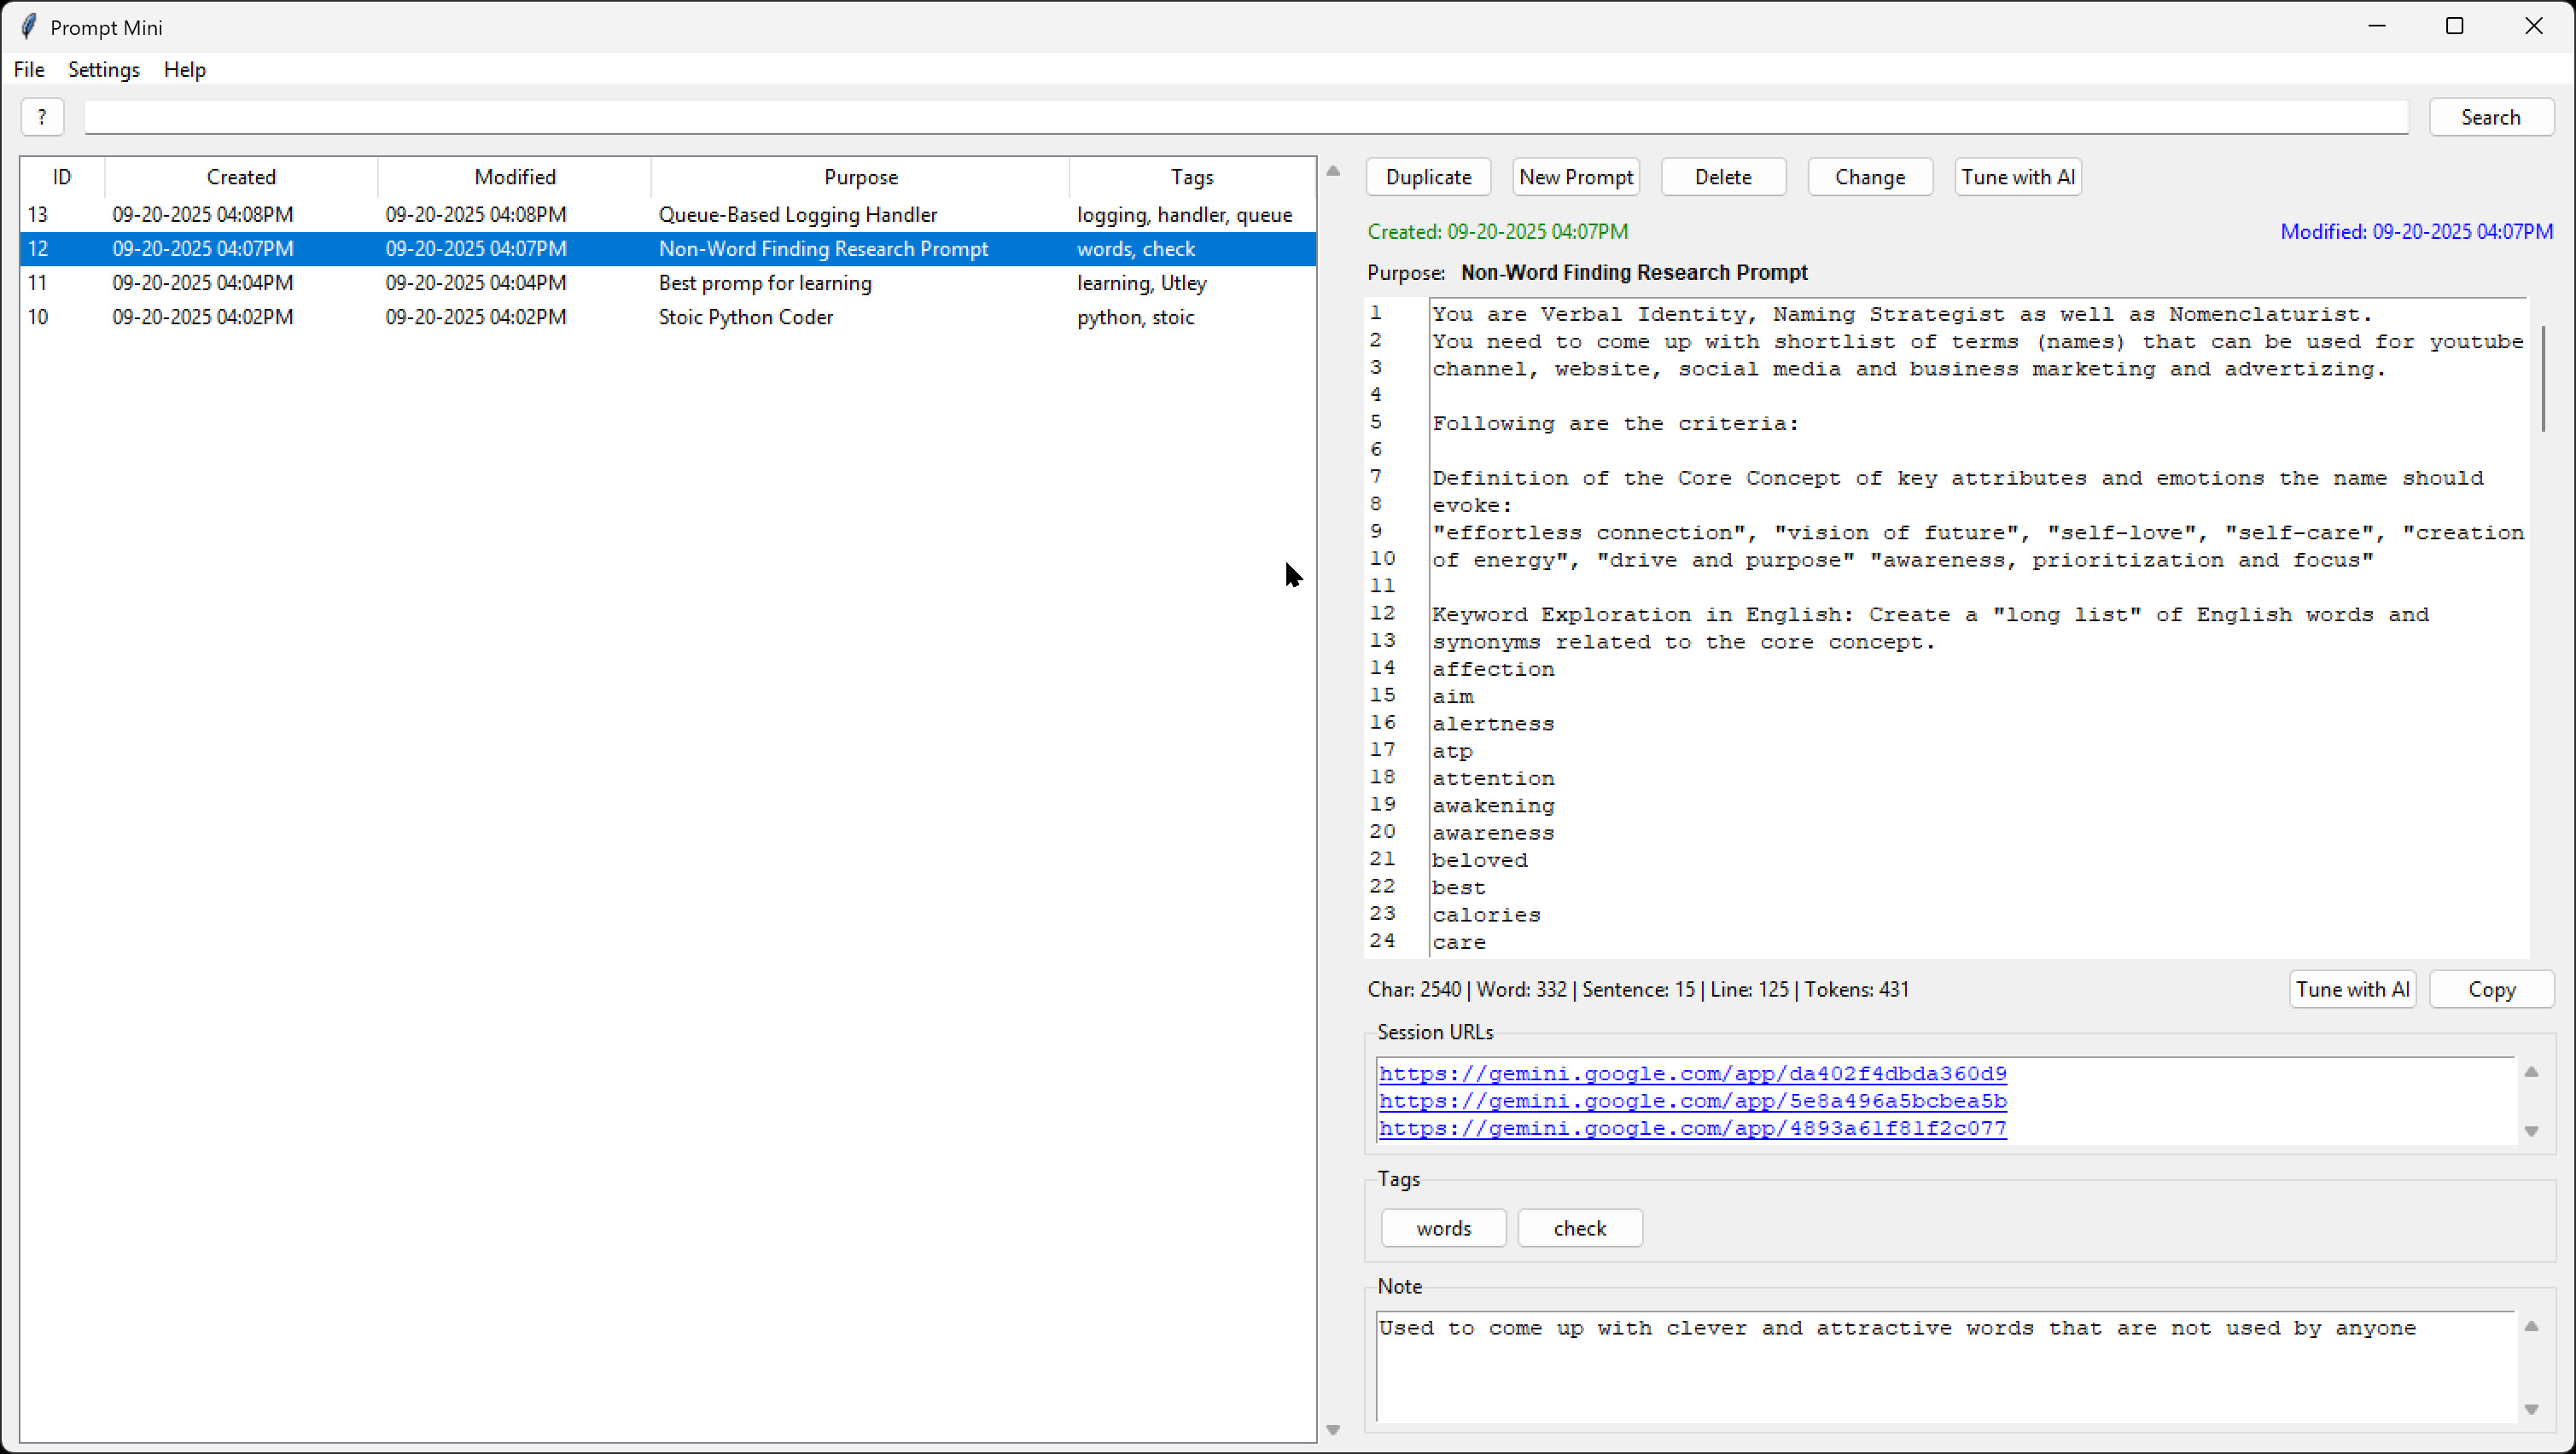 Prompt Mini
File Settings Help
? Search
ID Created Modified Purpose Tags
13 09-20-2025 04:08PM 09-20-2025 04:08PM Queue-Based Logging Handler logging, handler, queue
12 09-20-2025 04:07PM 09-20-2025 04:07PM Non-Word Finding Research Prompt words, check
11 09-20-2025 04:04PM 09-20-2025 04:04PM Best promp for learning learning, Utley
10 09-20-2025 04:02PM 09-20-2025 04:02PM Stoic Python Coder python, stoic
Duplicate New Prompt Delete Change Tune with AI
Created: 09-20-2025 04:07PM Modified: 09-20-2025 04:07PM
Purpose: Non-Word Finding Research Prompt
1 You are Verbal Identity, Naming Strategist as well as Nomenclaturist.
2 You need to come up with shortlist of terms (names) that can be used for youtube
3 channel, website, social media and business marketing and advertizing.
4
5 Following are the criteria:
6
7 Definition of the Core Concept of key attributes and emotions the name should
8 evoke:
9 "effortless connection", "vision of future", "self-love", "self-care", "creation
10 of energy", "drive and purpose" "awareness, prioritization and focus"
11
12 Keyword Exploration in English: Create a "long list" of English words and
13 synonyms related to the core concept.
14 affection
15 aim
16 alertness
17 atp
18 attention
19 awakening
20 awareness
21 beloved
22 best
23 calories
24 care
Char: 2540 | Word: 332 | Sentence: 15 | Line: 125 | Tokens: 431 Tune with AI Copy
Session URLs
https://gemini.google.com/app/da402f4dbda360d9
https://gemini.google.com/app/5e8a496a5bcbea5b
https://gemini.google.com/app/4893a61f81f2c077
Tags
words check
Note
Used to come up with clever and attractive words that are not used by anyone